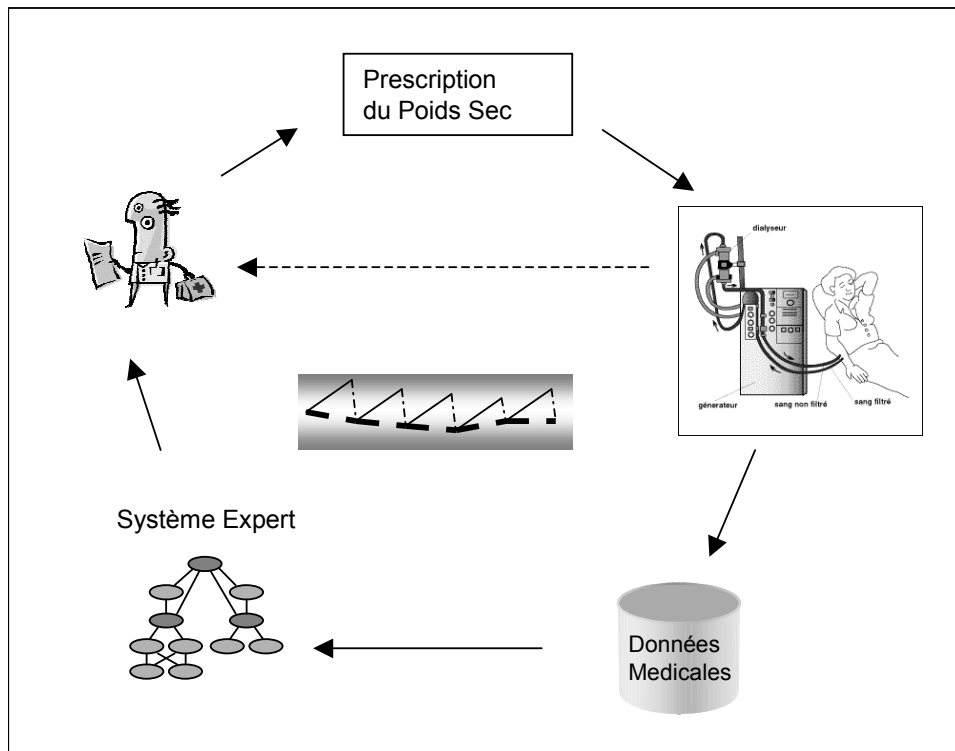 Prescription
du Poids Sec
dialyseur
générateur
sang non filtré
sang filtré
Système Expert
Données
Medicales